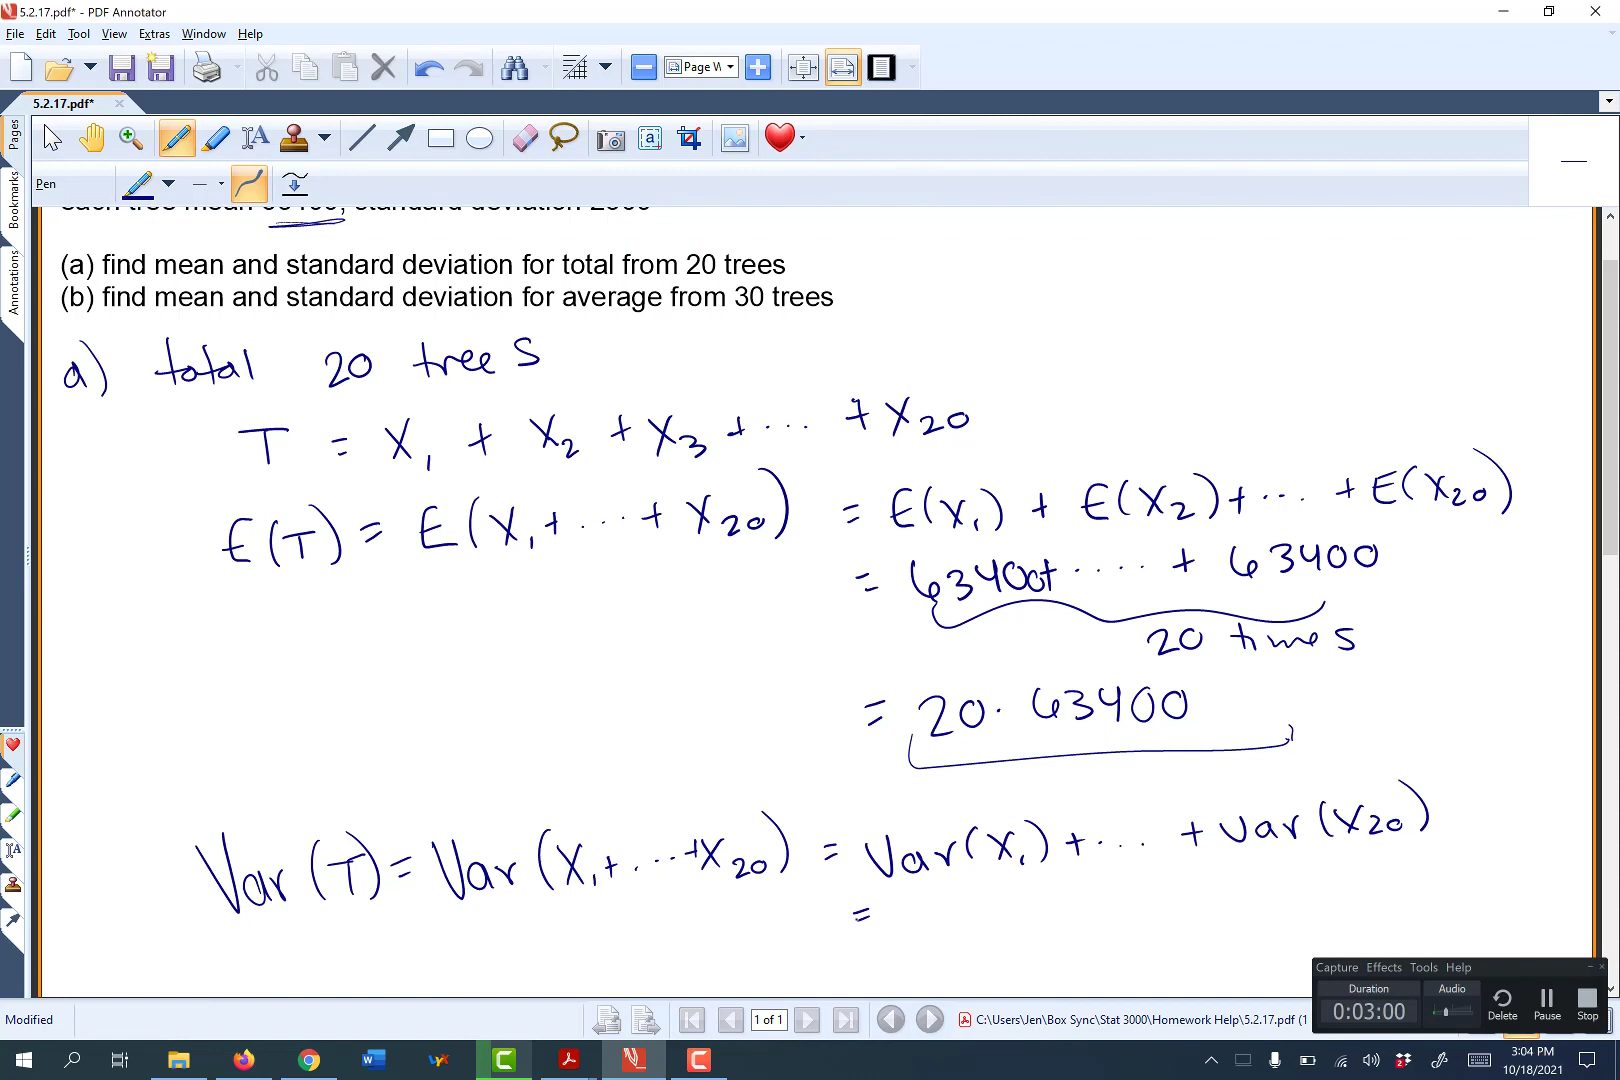 5.2.17.pdf* - PDF Annotator
File Edit Tool View Extras Window Help
Page W
5.2.17.pdf*
Pages
Bookmarks
Annotations
Pen
(a) find mean and standard deviation for total from 20 trees
(b) find mean and standard deviation for average from 30 trees
a) total 20 trees
T = X₁ + X₂ + X₃ + ... + X₂₀
E(T) = E(X₁ + ... + X₂₀) = E(X₁) + E(X₂) + ... + E(X₂₀)
= 63400 + .... + 63400
20 times
= 20 · 63400
Var(T) = Var(X₁ + ... + X₂₀) = Var(X₁) + ... + Var(X₂₀)
=
Capture Effects Tools Help
Duration Audio
0:03:00 Delete Pause Stop
Modified
1 of 1
C:\Users\Jen\Box Sync\Stat 3000\Homework Help\5.2.17.pdf (1
3:04 PM
10/18/2021